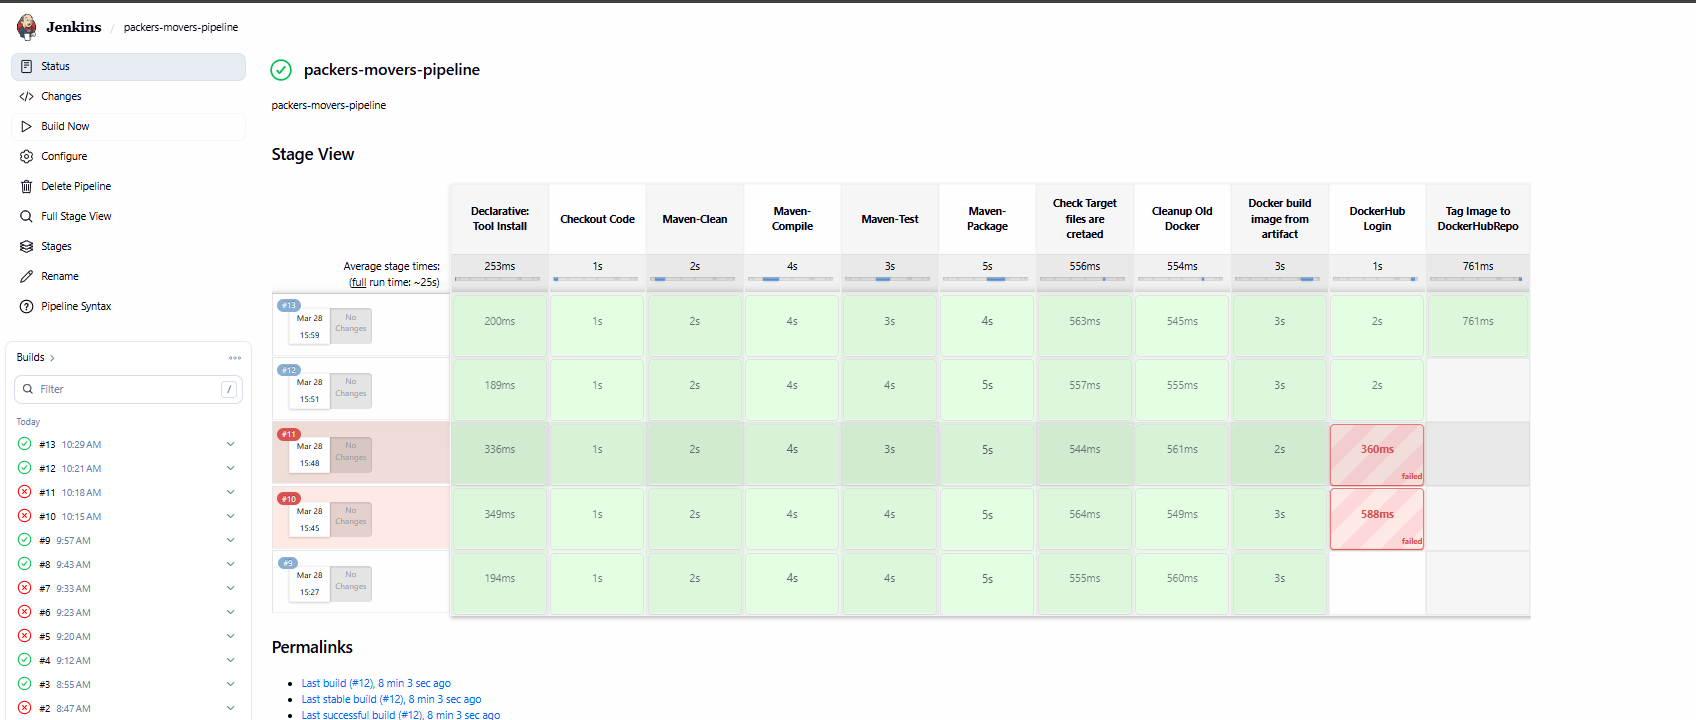 Jenkins / packers-movers-pipeline
Status
Changes
Build Now
Configure
Delete Pipeline
Full Stage View
Stages
Rename
Pipeline Syntax
Builds
Filter /
Today
#13 10:29 AM
#12 10:21 AM
#11 10:18 AM
#10 10:15 AM
#9 9:57 AM
#8 9:43 AM
#7 9:33 AM
#6 9:23 AM
#5 9:20 AM
#4 9:12 AM
#3 8:55 AM
#2 8:47 AM
packers-movers-pipeline
packers-movers-pipeline
Stage View
Declarative:
Tool Install
Checkout Code
Maven-Clean
Maven-
Compile
Maven-Test
Maven-
Package
Check Target
files are
cretaed
Cleanup Old
Docker
Docker build
image from
artifact
DockerHub
Login
Tag Image to
DockerHubRepo
Average stage times:
(full run time: ~25s)
253ms 1s 2s 4s 3s 5s 556ms 554ms 3s 1s 761ms
#13
Mar 28
15:59
No
Changes
200ms 1s 2s 4s 3s 4s 563ms 545ms 3s 2s 761ms
#12
Mar 28
15:51
No
Changes
189ms 1s 2s 4s 4s 5s 557ms 555ms 3s 2s
#11
Mar 28
15:48
No
Changes
336ms 1s 2s 4s 3s 5s 544ms 561ms 2s 360ms
failed
#10
Mar 28
15:45
No
Changes
349ms 1s 2s 4s 4s 5s 564ms 549ms 3s 588ms
failed
#9
Mar 28
15:27
No
Changes
194ms 1s 2s 4s 4s 5s 555ms 560ms 3s
Permalinks
Last build (#12), 8 min 3 sec ago
Last stable build (#12), 8 min 3 sec ago
Last successful build (#12), 8 min 3 sec ago